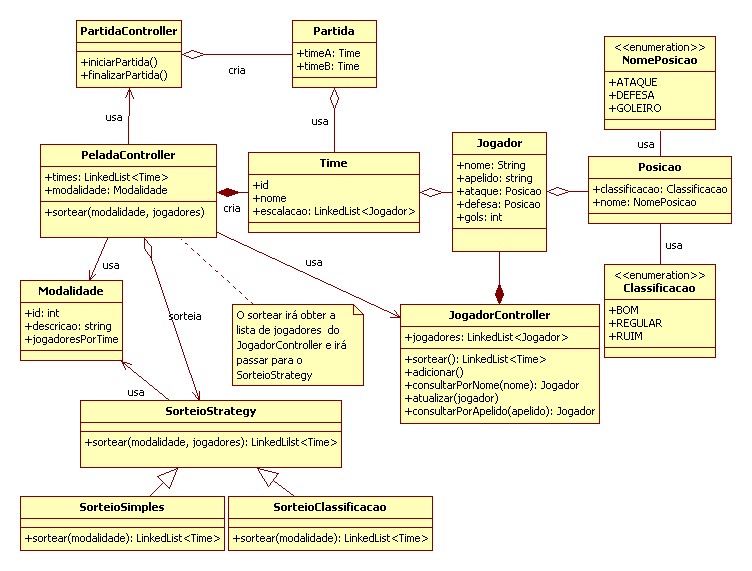 PartidaController
+iniciarPartida()
+finalizarPartida()
cria
Partida
+timeA: Time
+timeB: Time
<<enumeration>>
NomePosicao
+ATAQUE
+DEFESA
+GOLEIRO
usa
usa
usa
PeladaController
+times: LinkedList<Time>
+modalidade: Modalidade
+sortear(modalidade, jogadores)
cria
Time
+id
+nome
+escalacao: LinkedList<Jogador>
Jogador
+nome: String
+apelido: string
+ataque: Posicao
+defesa: Posicao
+gols: int
Posicao
+classificacao: Classificacao
+nome: NomePosicao
usa
usa
usa
<<enumeration>>
Classificacao
+BOM
+REGULAR
+RUIM
Modalidade
+id: int
+descricao: string
+jogadoresPorTime
sorteia
O sortear irá obter a
lista de jogadores do
JogadorController e irá
passar para o
SorteioStrategy
JogadorController
+jogadores: LinkedList<Jogador>
+sortear(): LinkedList<Time>
+adicionar()
+consultarPorNome(nome): Jogador
+atualizar(jogador)
+consultarPorApelido(apelido): Jogador
usa
SorteioStrategy
+sortear(modalidade, jogadores): LinkedLilst<Time>
SorteioSimples
+sortear(modalidade): LinkedList<Time>
SorteioClassificacao
+sortear(modalidade): LinkedList<Time>